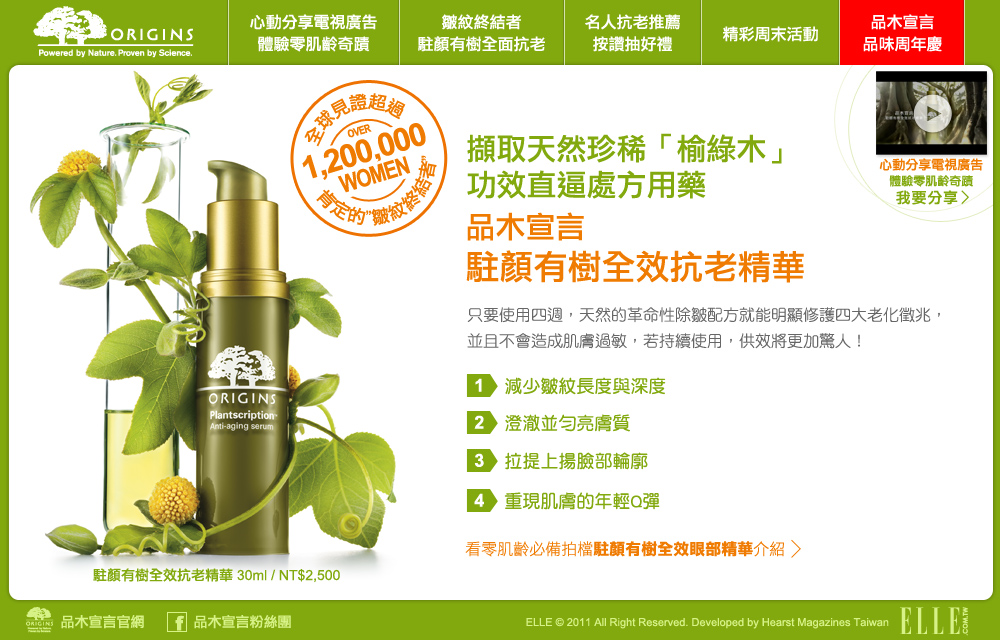 ORIGINS
Powered by Nature. Proven by Science.
心動分享電視廣告
體驗零肌齡奇蹟
皺紋終結者
駐顏有樹全面抗老
名人抗老推薦
按讚抽好禮
精彩周末活動
品木宣言
品味周年慶
全球見證超過
OVER
1,200,000
WOMEN
肯定的"皺紋終結者"
擷取天然珍稀「榆綠木」
功效直逼處方用藥
品木宣言
駐顏有樹全效抗老精華
心動分享電視廣告
體驗零肌齡奇蹟
我要分享
只要使用四週，天然的革命性除皺配方就能明顯修護四大老化徵兆，
並且不會造成肌膚過敏，若持續使用，供效將更加驚人！
1 減少皺紋長度與深度
2 澄澈並勻亮膚質
3 拉提上揚臉部輪廓
4 重現肌膚的年輕Q彈
看零肌齡必備拍檔駐顏有樹全效眼部精華介紹
ORIGINS
Plantscription™
Anti-aging serum
駐顏有樹全效抗老精華 30ml / NT$2,500
ORIGINS
品木宣言官網
f 品木宣言粉絲團
ELLE © 2011 All Right Reserved. Developed by Hearst Magazines Taiwan
ELLE
.COM.TW